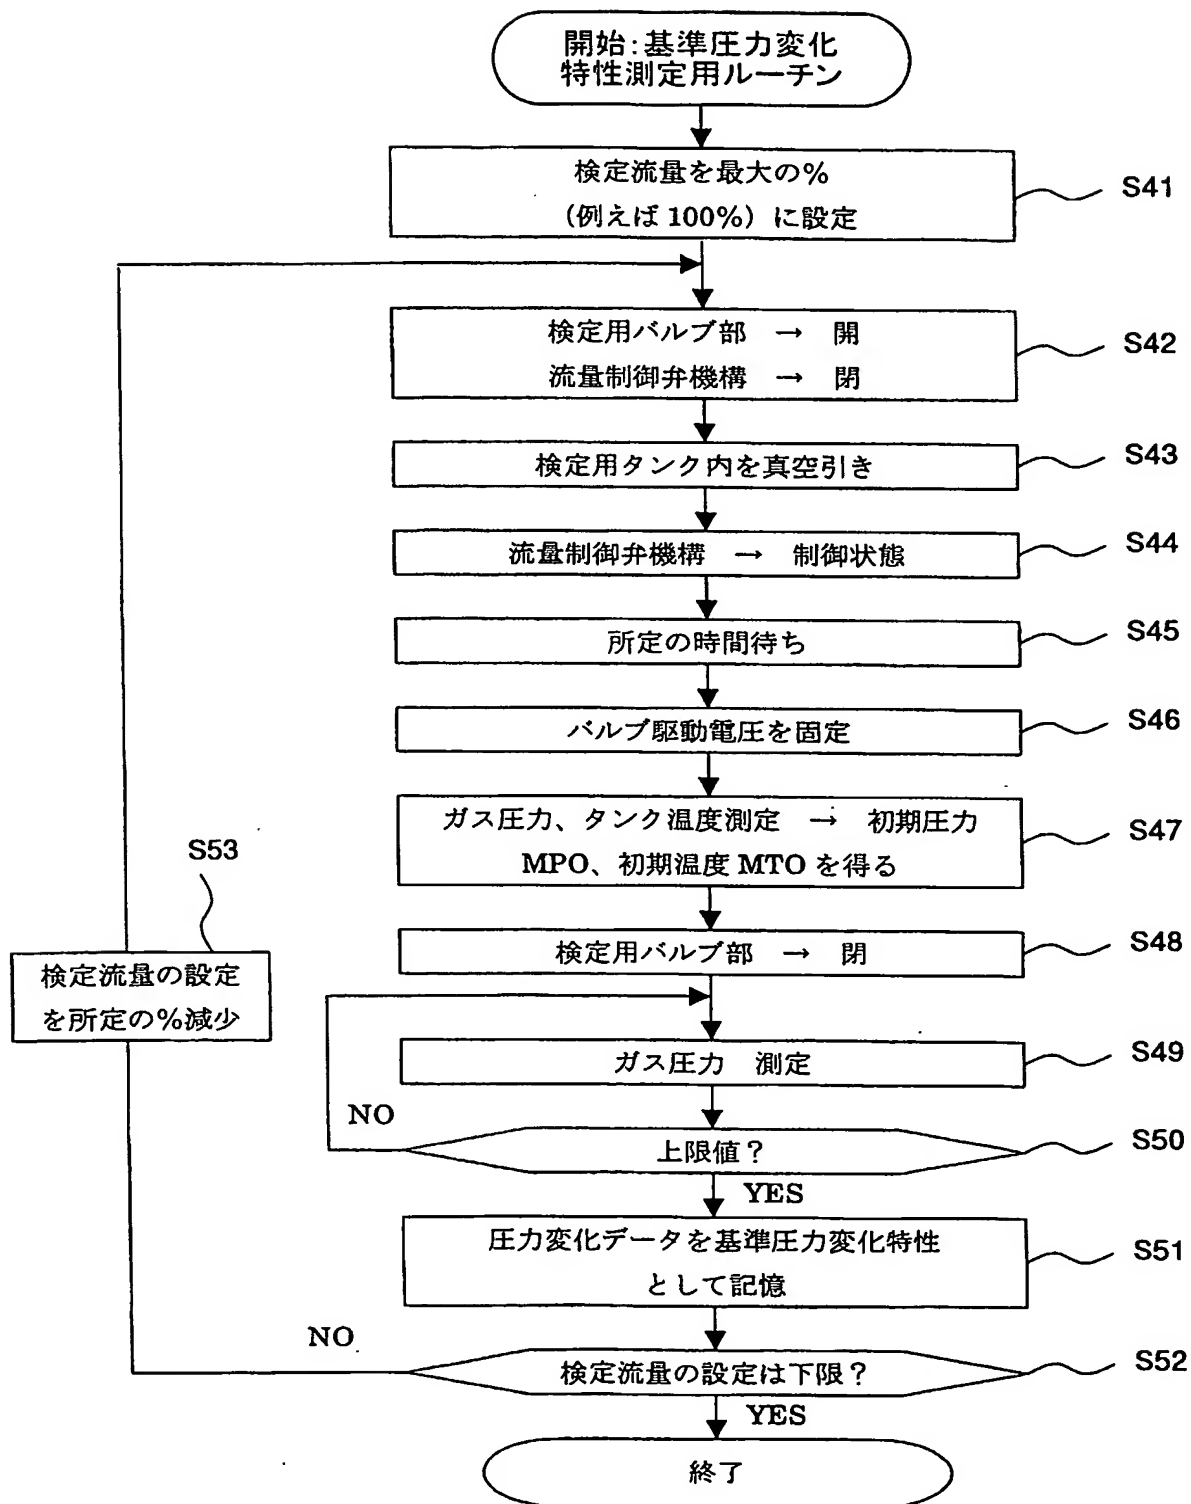 開始:基準圧力変化
特性測定用ルーチン
検定流量を最大の%
(例えば 100%) に設定
S41
検定用バルブ部 → 開
流量制御弁機構 → 閉
S42
検定用タンク内を真空引き
S43
流量制御弁機構 → 制御状態
S44
所定の時間待ち
S45
バルブ駆動電圧を固定
S46
ガス圧力、タンク温度測定 → 初期圧力
MPO、初期温度 MTO を得る
S47
検定用バルブ部 → 閉
S48
S53
検定流量の設定
を所定の%減少
ガス圧力 測定
S49
NO
上限値?
S50
YES
圧力変化データを基準圧力変化特性
として記憶
S51
NO
検定流量の設定は下限?
S52
YES
終了